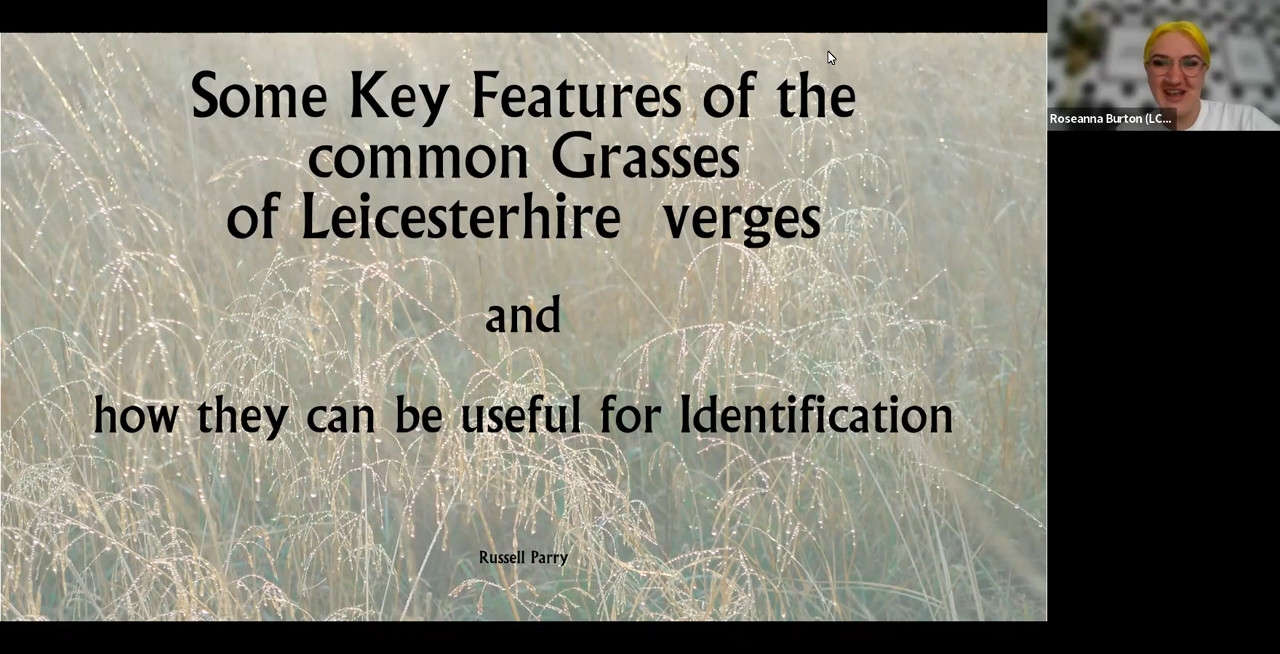 Some Key Features of the
common Grasses
of Leicesterhire verges
and
how they can be useful for Identification
Russell Parry
Roseanna Burton (LC...